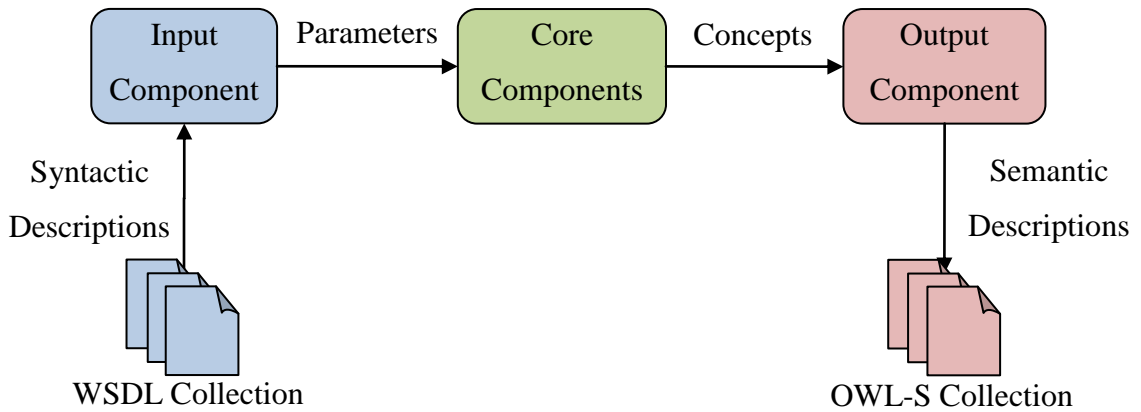 Input
Component
Parameters
Core
Components
Concepts
Output
Component
Syntactic
Descriptions
Semantic
Descriptions
WSDL Collection
OWL-S Collection